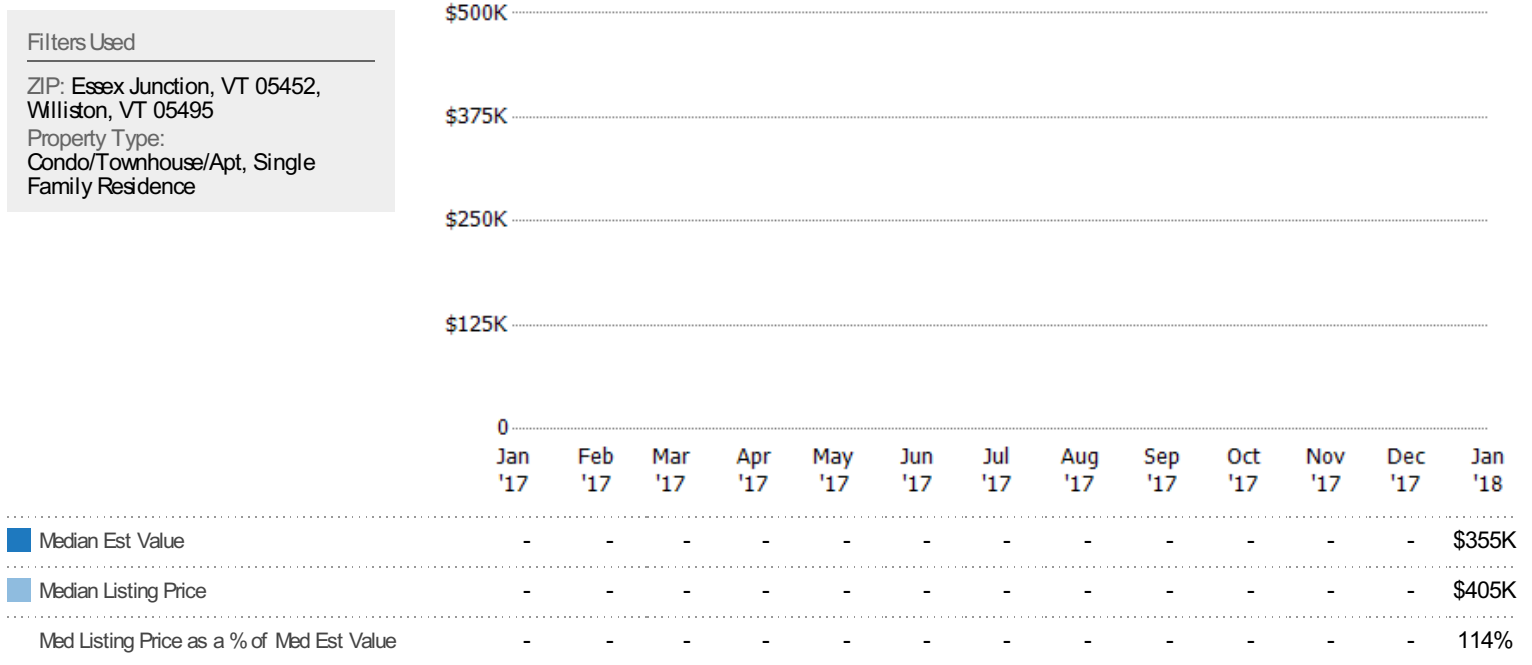 Filters Used
ZIP: Essex Junction, VT 05452,
Williston, VT 05495
Property Type:
Condo/Townhouse/Apt, Single
Family Residence
$500K
$375K
$250K
$125K
0
Jan Feb Mar Apr May Jun Jul Aug Sep Oct Nov Dec Jan
'17 '17 '17 '17 '17 '17 '17 '17 '17 '17 '17 '17 '18
Median Est Value - - - - - - - - - - - - $355K
Median Listing Price - - - - - - - - - - - - $405K
Med Listing Price as a % of Med Est Value - - - - - - - - - - - - 114%